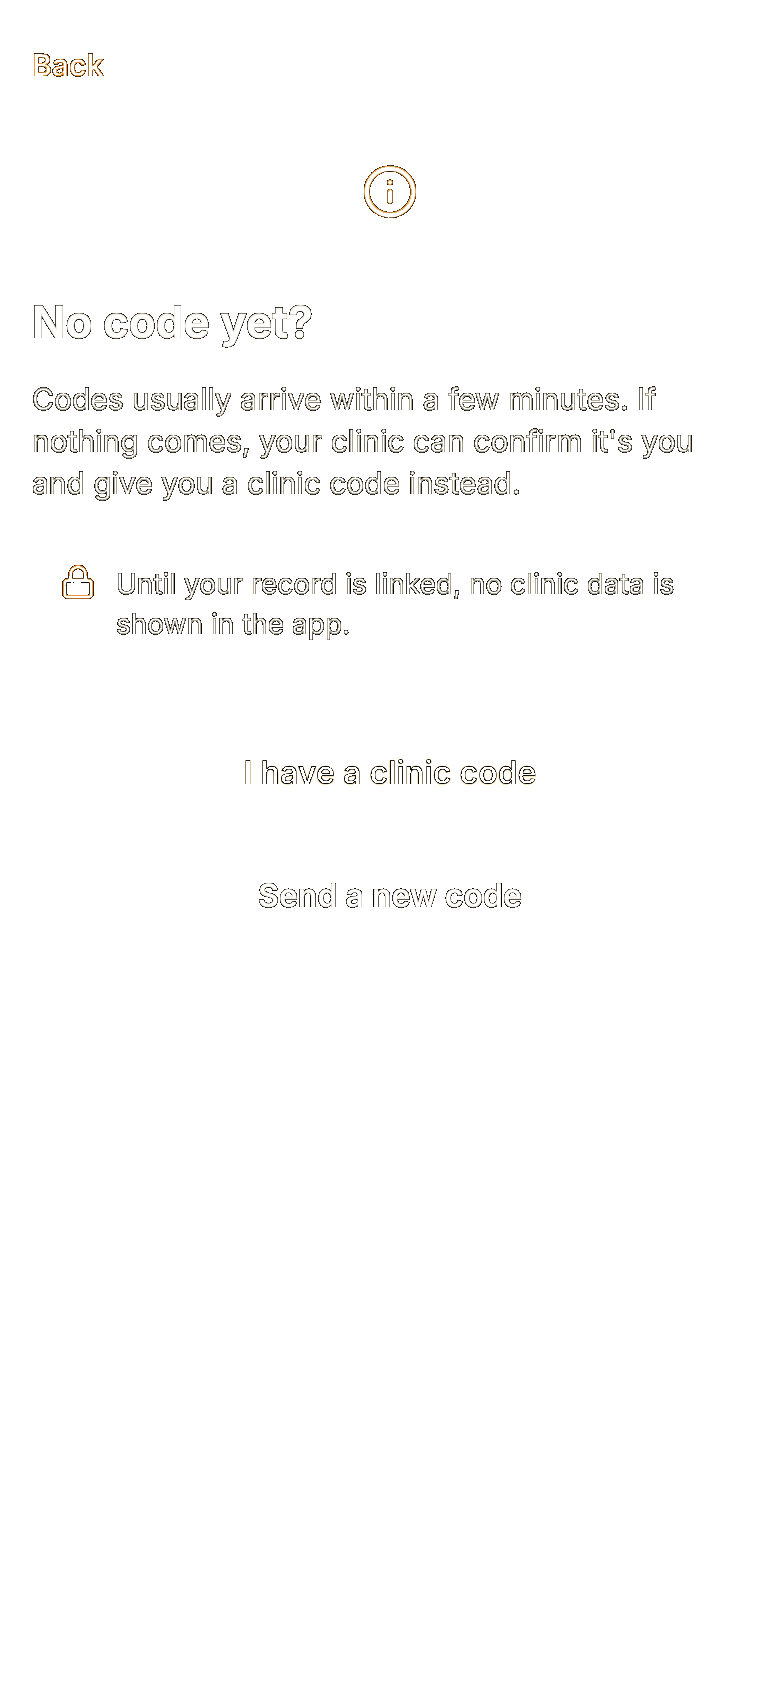 Back
No code yet?
Codes usually arrive within a few minutes. If
nothing comes, your clinic can confirm it's you
and give you a clinic code instead.
Until your record is linked, no clinic data is
shown in the app.
I have a clinic code
Send a new code